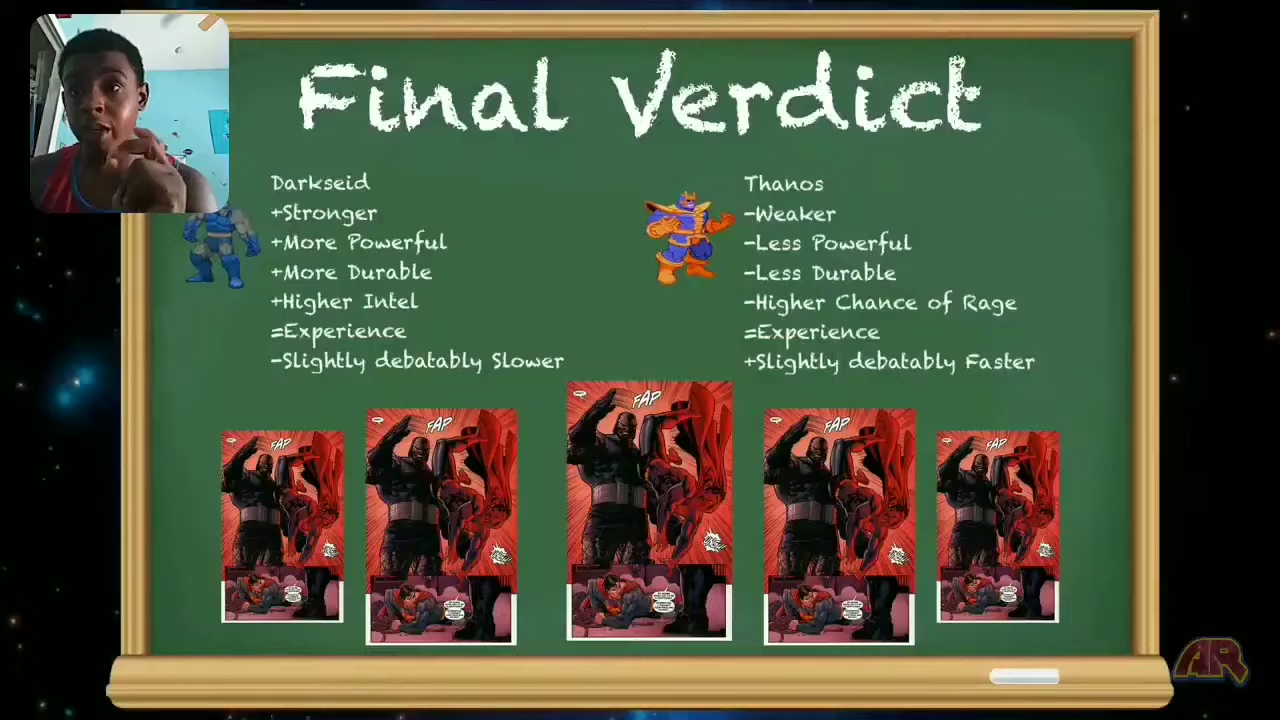 Final Verdict
Darkseid
+Stronger
+More Powerful
+More Durable
+Higher Intel
=Experience
-Slightly debatably Slower
Thanos
-Weaker
-Less Powerful
-Less Durable
-Higher Chance of Rage
=Experience
+Slightly debatably Faster
FAP
FAP
FAP
FAP
FAP
AR